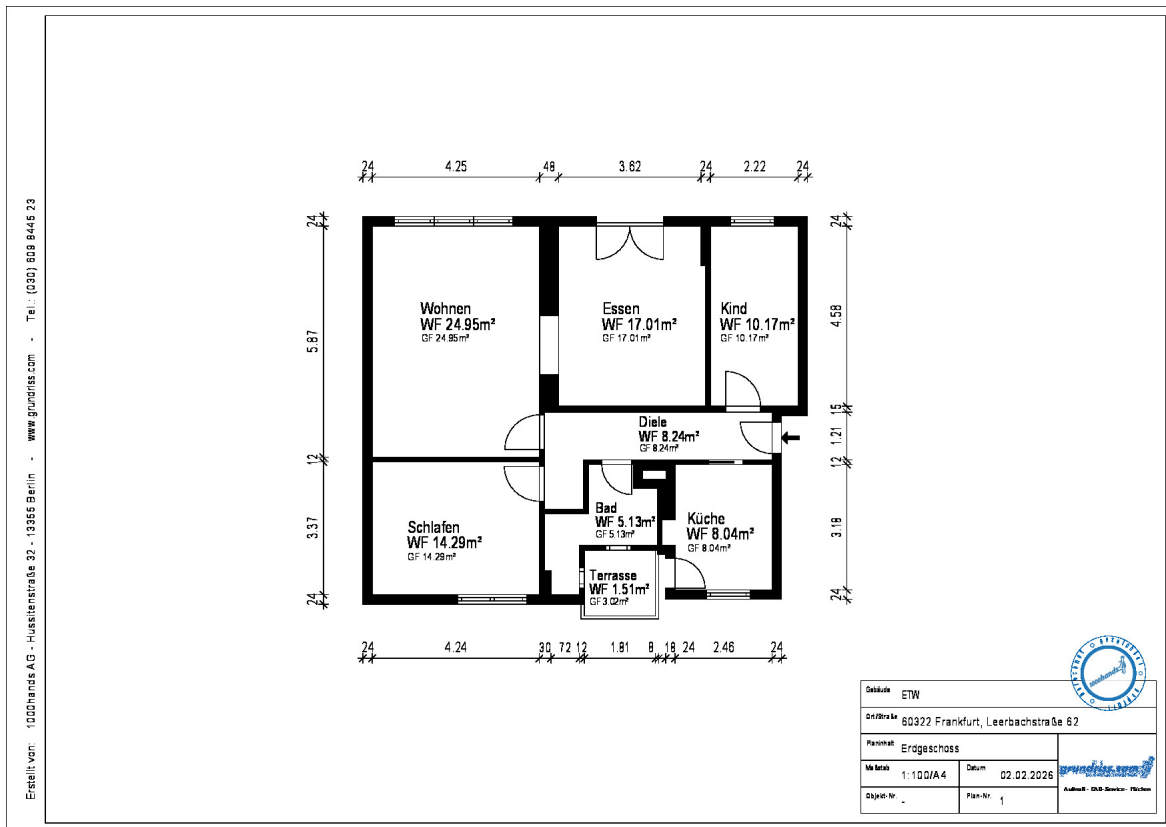 24 4.25 48 3.62 24 2.22 24
24
5.87
12
3.37
24
24
4.58
15
1.21
12
3.18
24
Wohnen
WF 24.95m²
GF 24.95m²
Essen
WF 17.01m²
GF 17.01m²
Kind
WF 10.17m²
GF 10.17m²
Diele
WF 8.24m²
GF 8.24m²
Schlafen
WF 14.29m²
GF 14.29m²
Bad
WF 5.13m²
GF 5.13m²
Küche
WF 8.04m²
GF 8.04m²
Terrasse
WF 1.51m²
GF 3.02m²
24 4.24 30 72 12 1.81 8 18 24 2.46 24
Erstellt von: 1000hands AG - Hussitenstraße 32 - 13355 Berlin - www.grundriss.com - Tel.: (030) 609 8445 23
Gebäude ETW
Ort/Straße 60322 Frankfurt, Leerbachstraße 62
Planinhalt Erdgeschoss
Maßstab 1:100/A4 Datum 02.02.2026
Objekt-Nr. - Plan-Nr. 1
grundriss.com
Aufmaß - CAD-Service - Flächen